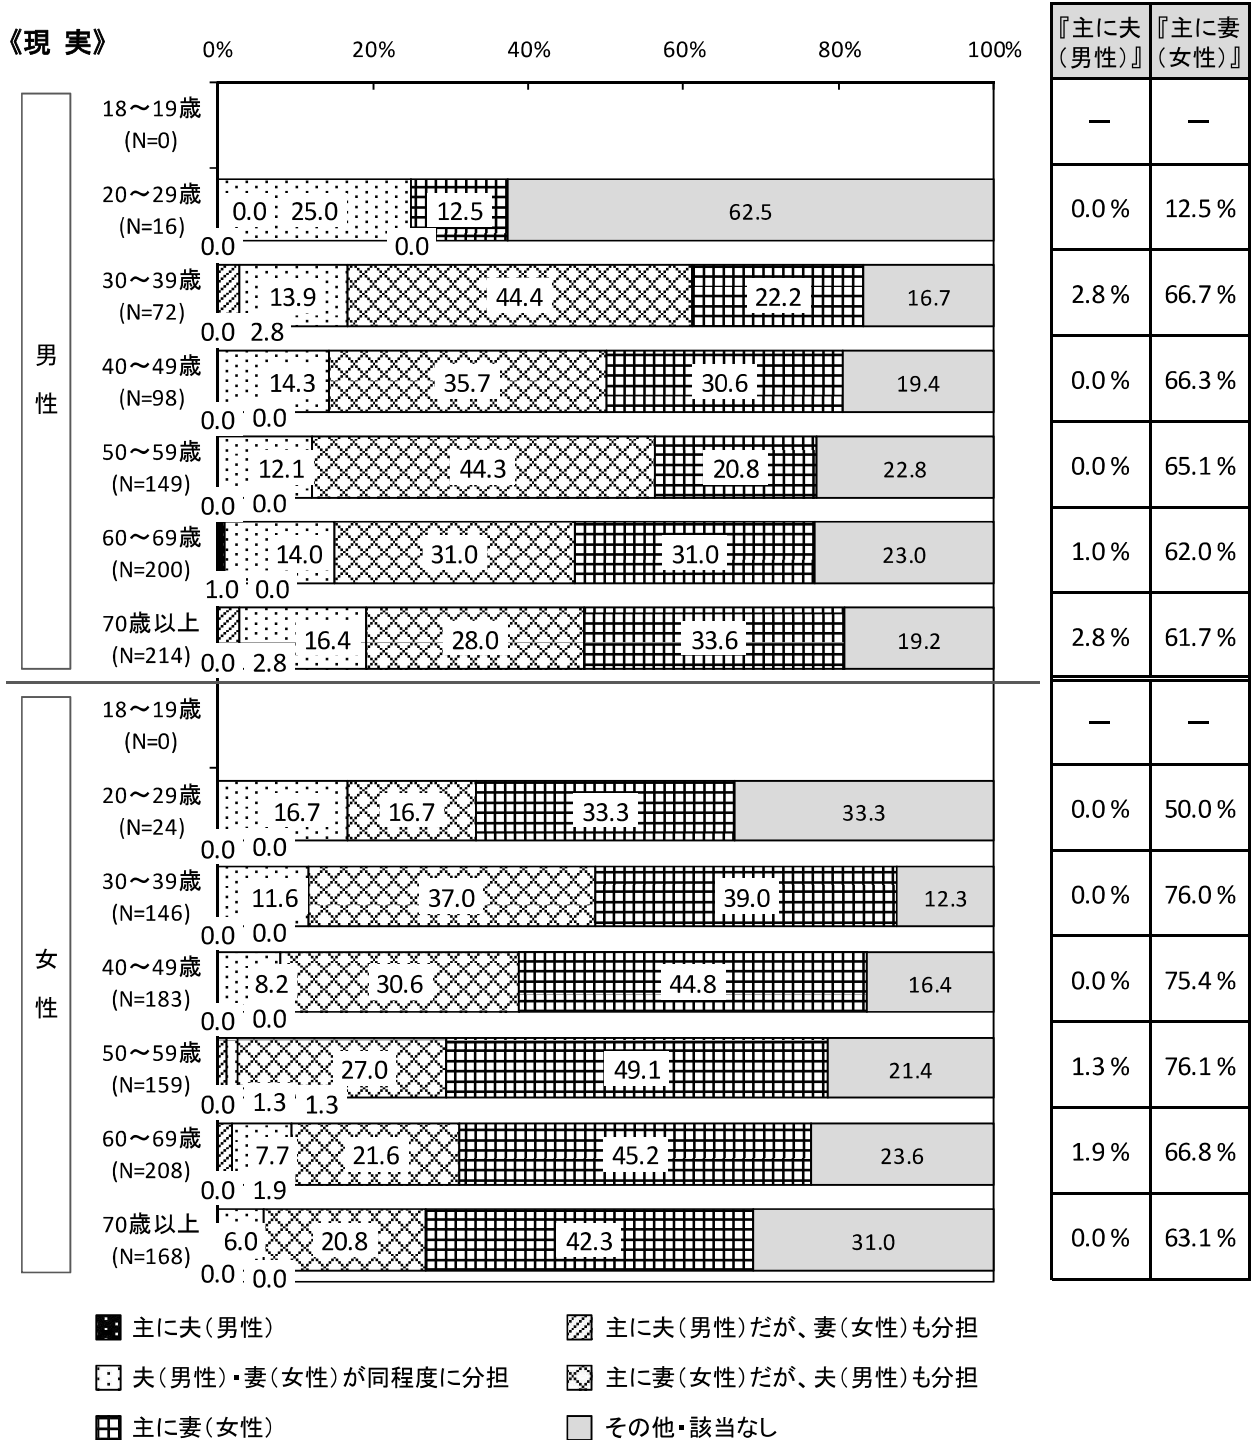 《現 実》
0% 20% 40% 60% 80% 100%
『主に夫（男性）』
『主に妻（女性）』
男性
18～19歳
(N=0)
－ －
20～29歳
(N=16)
0.0 25.0 12.5 62.5
0.0 0.0
0.0% 12.5%
30～39歳
(N=72)
13.9 44.4 22.2 16.7
0.0 2.8
2.8% 66.7%
40～49歳
(N=98)
14.3 35.7 30.6 19.4
0.0 0.0
0.0% 66.3%
50～59歳
(N=149)
12.1 44.3 20.8 22.8
0.0 0.0
0.0% 65.1%
60～69歳
(N=200)
14.0 31.0 31.0 23.0
1.0 0.0
1.0% 62.0%
70歳以上
(N=214)
16.4 28.0 33.6 19.2
0.0 2.8
2.8% 61.7%
女性
18～19歳
(N=0)
－ －
20～29歳
(N=24)
16.7 16.7 33.3 33.3
0.0 0.0
0.0% 50.0%
30～39歳
(N=146)
11.6 37.0 39.0 12.3
0.0 0.0
0.0% 76.0%
40～49歳
(N=183)
8.2 30.6 44.8 16.4
0.0 0.0
0.0% 75.4%
50～59歳
(N=159)
27.0 49.1 21.4
0.0 1.3 1.3
1.3% 76.1%
60～69歳
(N=208)
7.7 21.6 45.2 23.6
0.0 1.9
1.9% 66.8%
70歳以上
(N=168)
6.0 20.8 42.3 31.0
0.0 0.0
0.0% 63.1%
主に夫（男性）
主に夫（男性）だが、妻（女性）も分担
夫（男性）・妻（女性）が同程度に分担
主に妻（女性）だが、夫（男性）も分担
主に妻（女性）
その他・該当なし